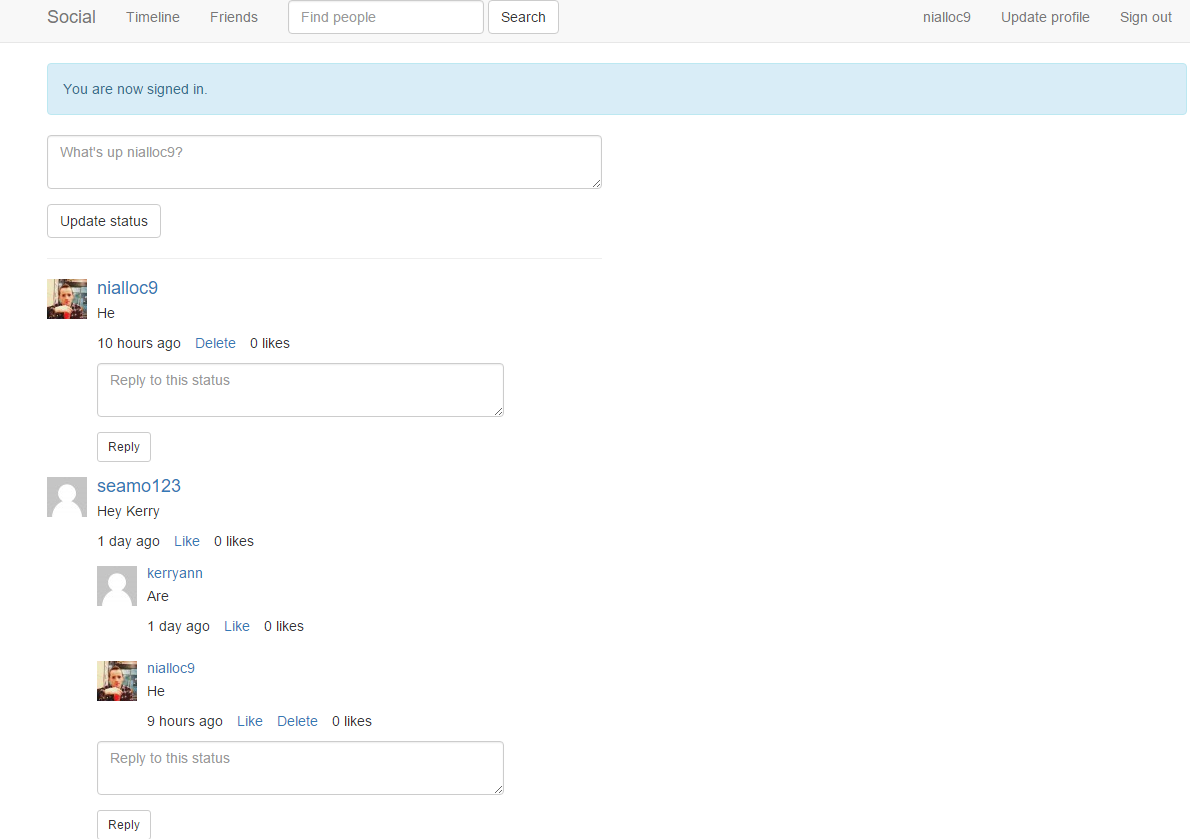 Social Timeline Friends Find people Search nialloc9 Update profile Sign out
You are now signed in.
What's up nialloc9?
Update status
nialloc9
He
10 hours ago Delete 0 likes
Reply to this status
Reply
seamo123
Hey Kerry
1 day ago Like 0 likes
kerryann
Are
1 day ago Like 0 likes
nialloc9
He
9 hours ago Like Delete 0 likes
Reply to this status
Reply